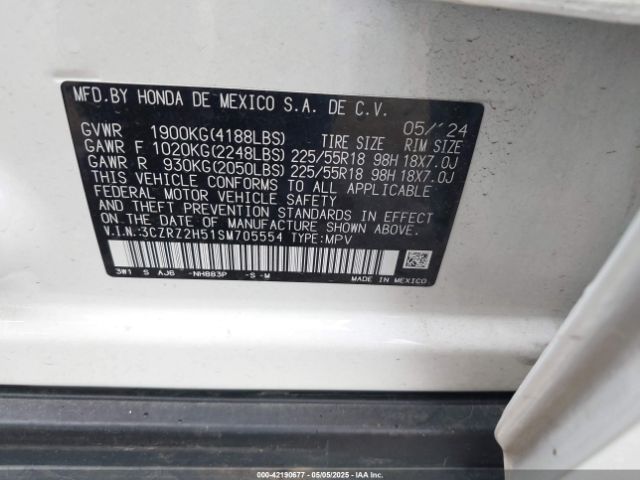 MFD.BY HONDA DE MEXICO S.A. DE C.V.
05/'24
GVWR 1900KG(4188LBS) TIRE SIZE RIM SIZE
GAWR F 1020KG(2248LBS) 225/55R18 98H 18X7.0J
GAWR R 930KG(2050LBS) 225/55R18 98H 18X7.0J
THIS VEHICLE CONFORMS TO ALL APPLICABLE
FEDERAL MOTOR VEHICLE SAFETY
AND THEFT PREVENTION STANDARDS IN EFFECT
ON THE DATE OF MANUFACTURE SHOWN ABOVE.
V.I.N.:3CZRZ2H51SM705554 TYPE:MPV
3W1 S AJ6 -NH883P -S-M MADE IN MEXICO
000-42190677 - 05/05/2025 - IAA Inc.